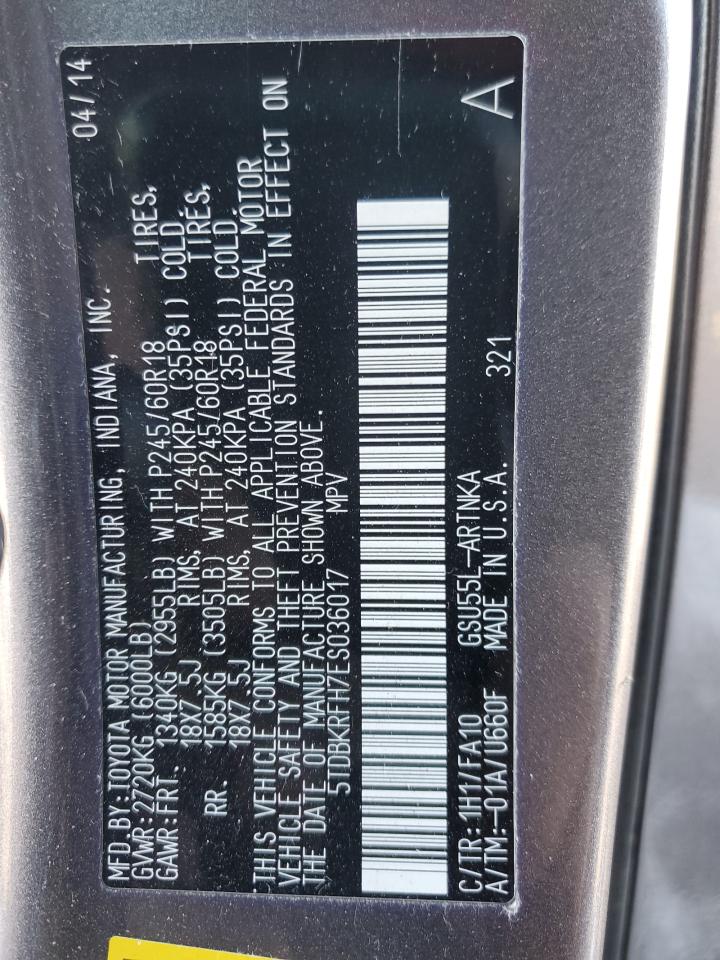 MFD.BY:TOYOTA MOTOR MANUFACTURING, INDIANA, INC. 04/14
GVWR:2720KG (6000LB)
GAWR:FRT. 1340KG (2955LB) WITH P245/60R18 TIRES,
18X7.5J RIMS, AT 240KPA (35PSI) COLD.
RR. 1585KG (3505LB) WITH P245/60R18 TIRES,
18X7.5J RIMS, AT 240KPA (35PSI) COLD.
THIS VEHICLE CONFORMS TO ALL APPLICABLE FEDERAL MOTOR
VEHICLE SAFETY AND THEFT PREVENTION STANDARDS IN EFFECT ON
THE DATE OF MANUFACTURE SHOWN ABOVE.
5TDBKRFH7ES036017 MPV
C/TR:1H1/FA10 GSU55L-ARTNKA A
A/TM:-01A/U660F MADE IN U.S.A. 321